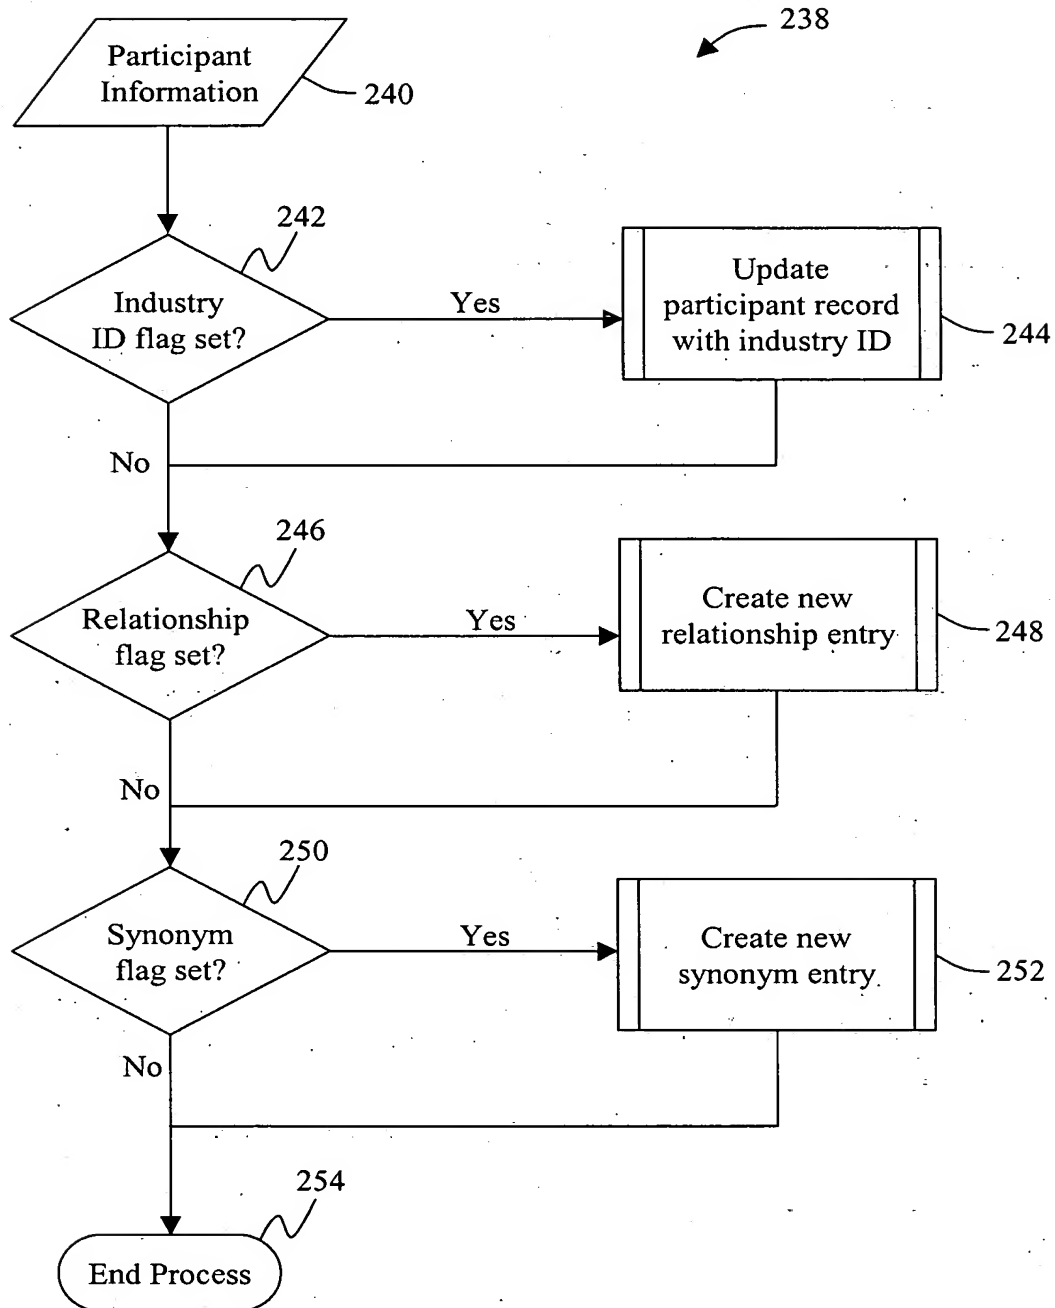 238
Participant
Information
240
242
Industry
ID flag set?
Yes
Update
participant record
with industry ID
244
No
246
Relationship
flag set?
Yes
Create new
relationship entry
248
No
250
Synonym
flag set?
Yes
Create new
synonym entry
252
No
254
End Process